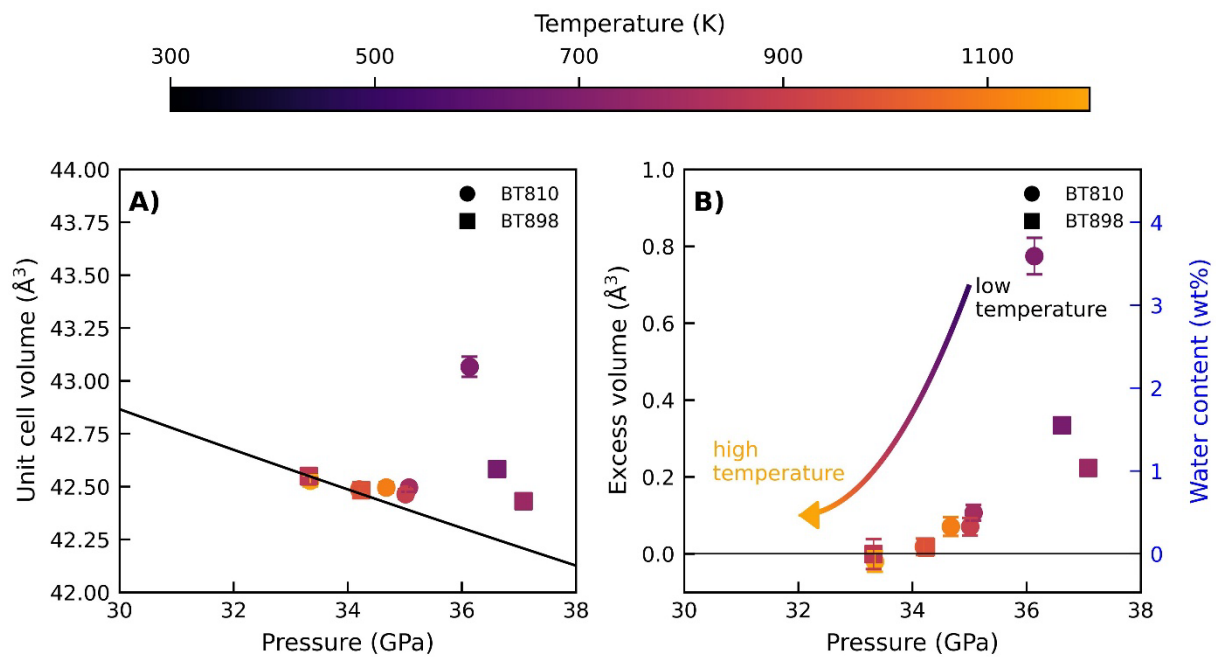 Temperature (K)
300 500 700 900 1100
A)
BT810
BT898
44.00
43.75
43.50
43.25
43.00
42.75
42.50
42.25
42.00
Unit cell volume (Å³)
30 32 34 36 38
Pressure (GPa)
B)
BT810
BT898
1.0
0.8
0.6
0.4
0.2
0.0
Excess volume (Å³)
low
temperature
high
temperature
4
3
2
1
0
Water content (wt%)
30 32 34 36 38
Pressure (GPa)